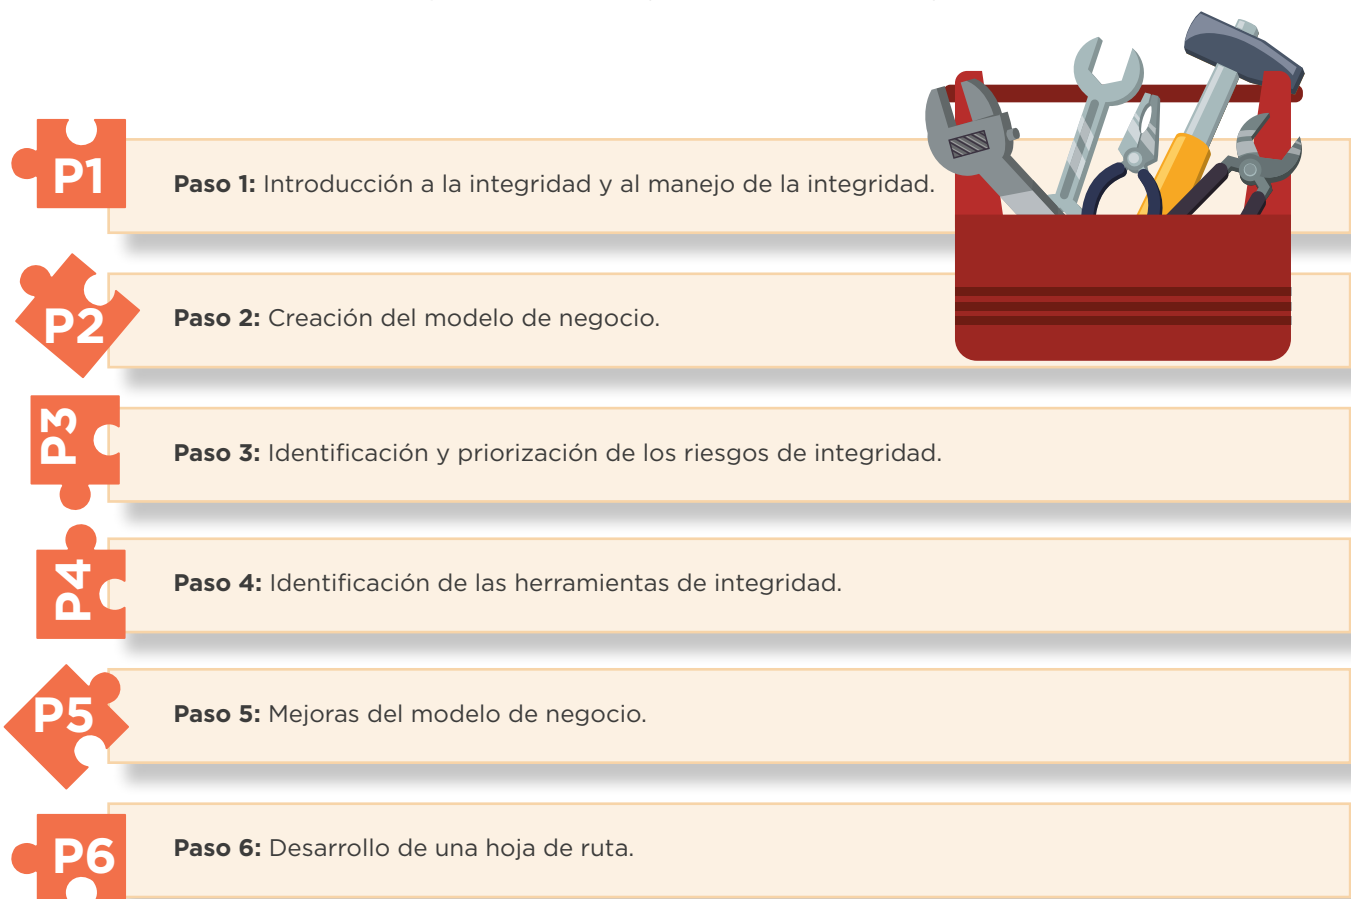 P1
Paso 1: Introducción a la integridad y al manejo de la integridad.
P2
Paso 2: Creación del modelo de negocio.
P3
Paso 3: Identificación y priorización de los riesgos de integridad.
P4
Paso 4: Identificación de las herramientas de integridad.
P5
Paso 5: Mejoras del modelo de negocio.
P6
Paso 6: Desarrollo de una hoja de ruta.